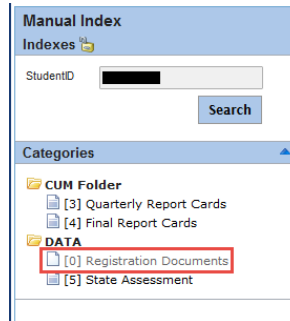 Manual Index
Indexes
StudentID
Search
Categories
CUM Folder
[3] Quarterly Report Cards
[4] Final Report Cards
DATA
[0] Registration Documents
[5] State Assessment